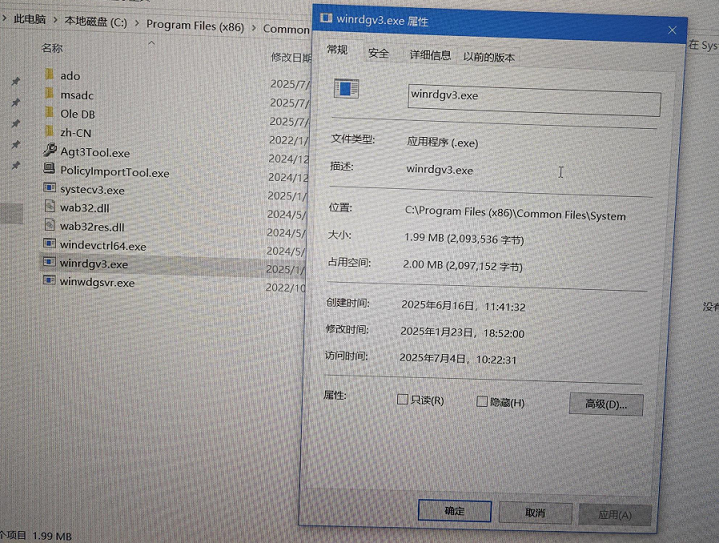 此电脑 > 本地磁盘 (C:) > Program Files (x86) > Common
在 Sys
名称
修改日期
ado 2025/7/
msadc 2025/7/
Ole DB 2025/7/
zh-CN 2022/1/
Agt3Tool.exe 2024/12
PolicyImportTool.exe 2024/12
systecv3.exe 2025/1/
wab32.dll 2024/5/
wab32res.dll 2024/5/
windevctrl64.exe 2024/5/
winrdgv3.exe 2025/1/
winwdgsvr.exe 2022/10
个项目 1.99 MB
winrdgv3.exe 属性
常规 安全 详细信息 以前的版本
winrdgv3.exe
文件类型: 应用程序 (.exe)
描述: winrdgv3.exe
位置: C:\Program Files (x86)\Common Files\System
大小: 1.99 MB (2,093,536 字节)
占用空间: 2.00 MB (2,097,152 字节)
创建时间: 2025年6月16日, 11:41:32
修改时间: 2025年1月23日, 18:52:00
访问时间: 2025年7月4日, 10:22:31
属性: 只读(R) 隐藏(H) 高级(D)...
确定 取消 应用(A)
没有